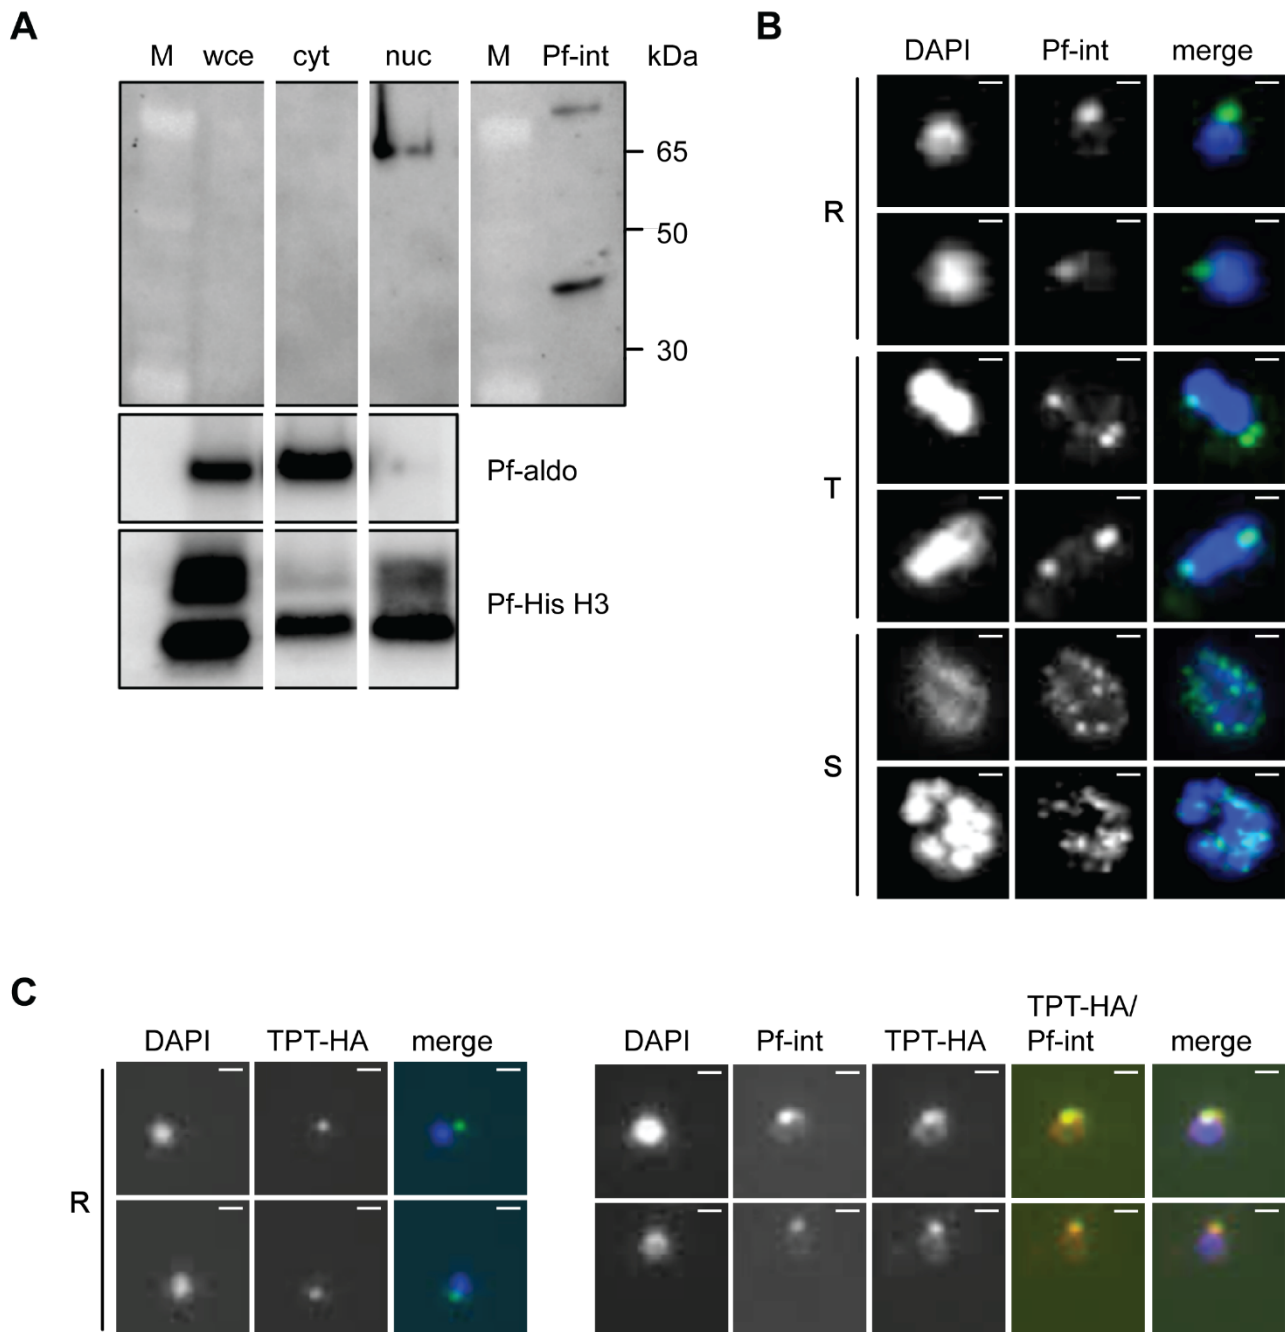 A
M wce cyt nuc M Pf-int kDa
65
50
30
Pf-aldo
Pf-His H3
B
DAPI Pf-int merge
R
T
S
C
DAPI TPT-HA merge
R
TPT-HA/
DAPI Pf-int TPT-HA Pf-int merge